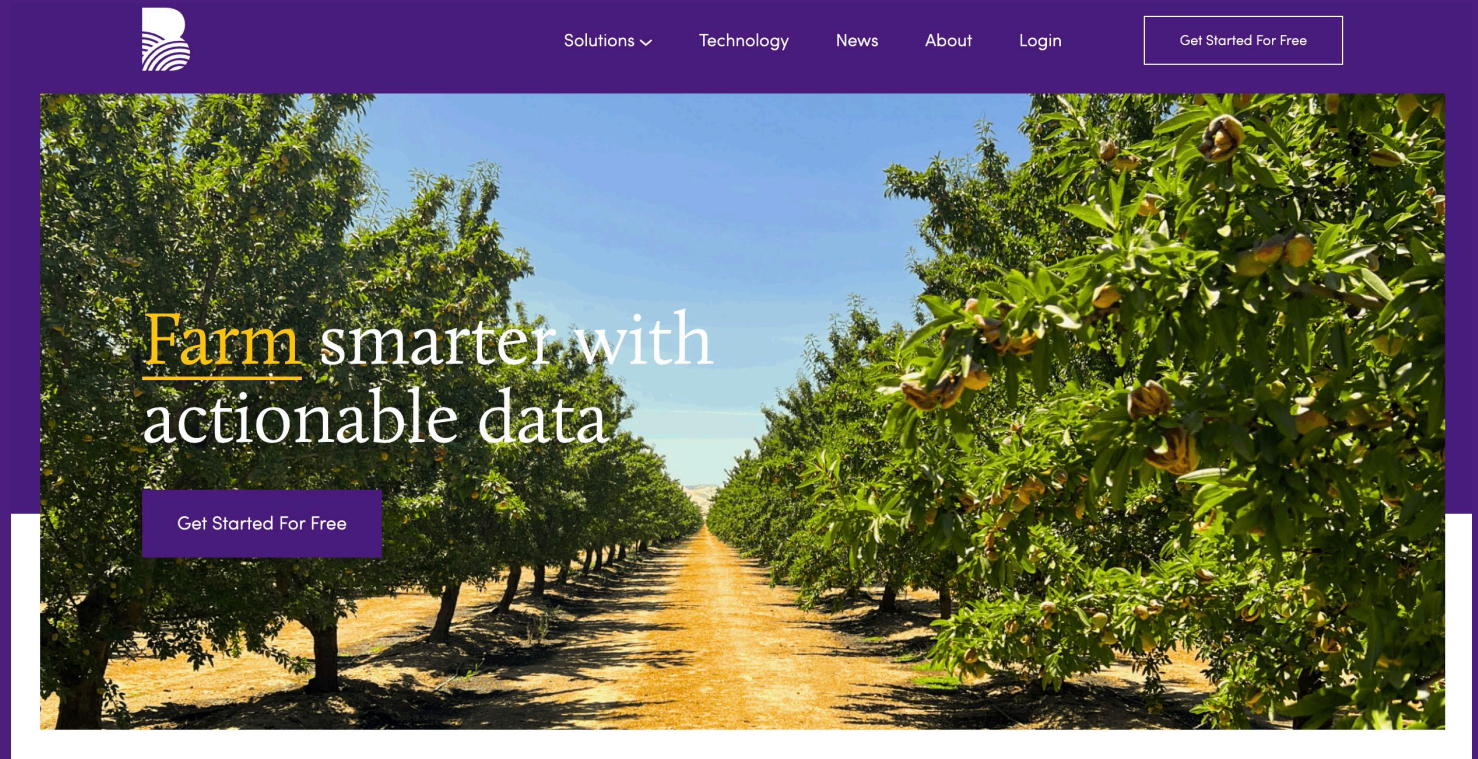 Solutions
Technology
News
About
Login
Get Started For Free
Farm smarter with
actionable data
Get Started For Free